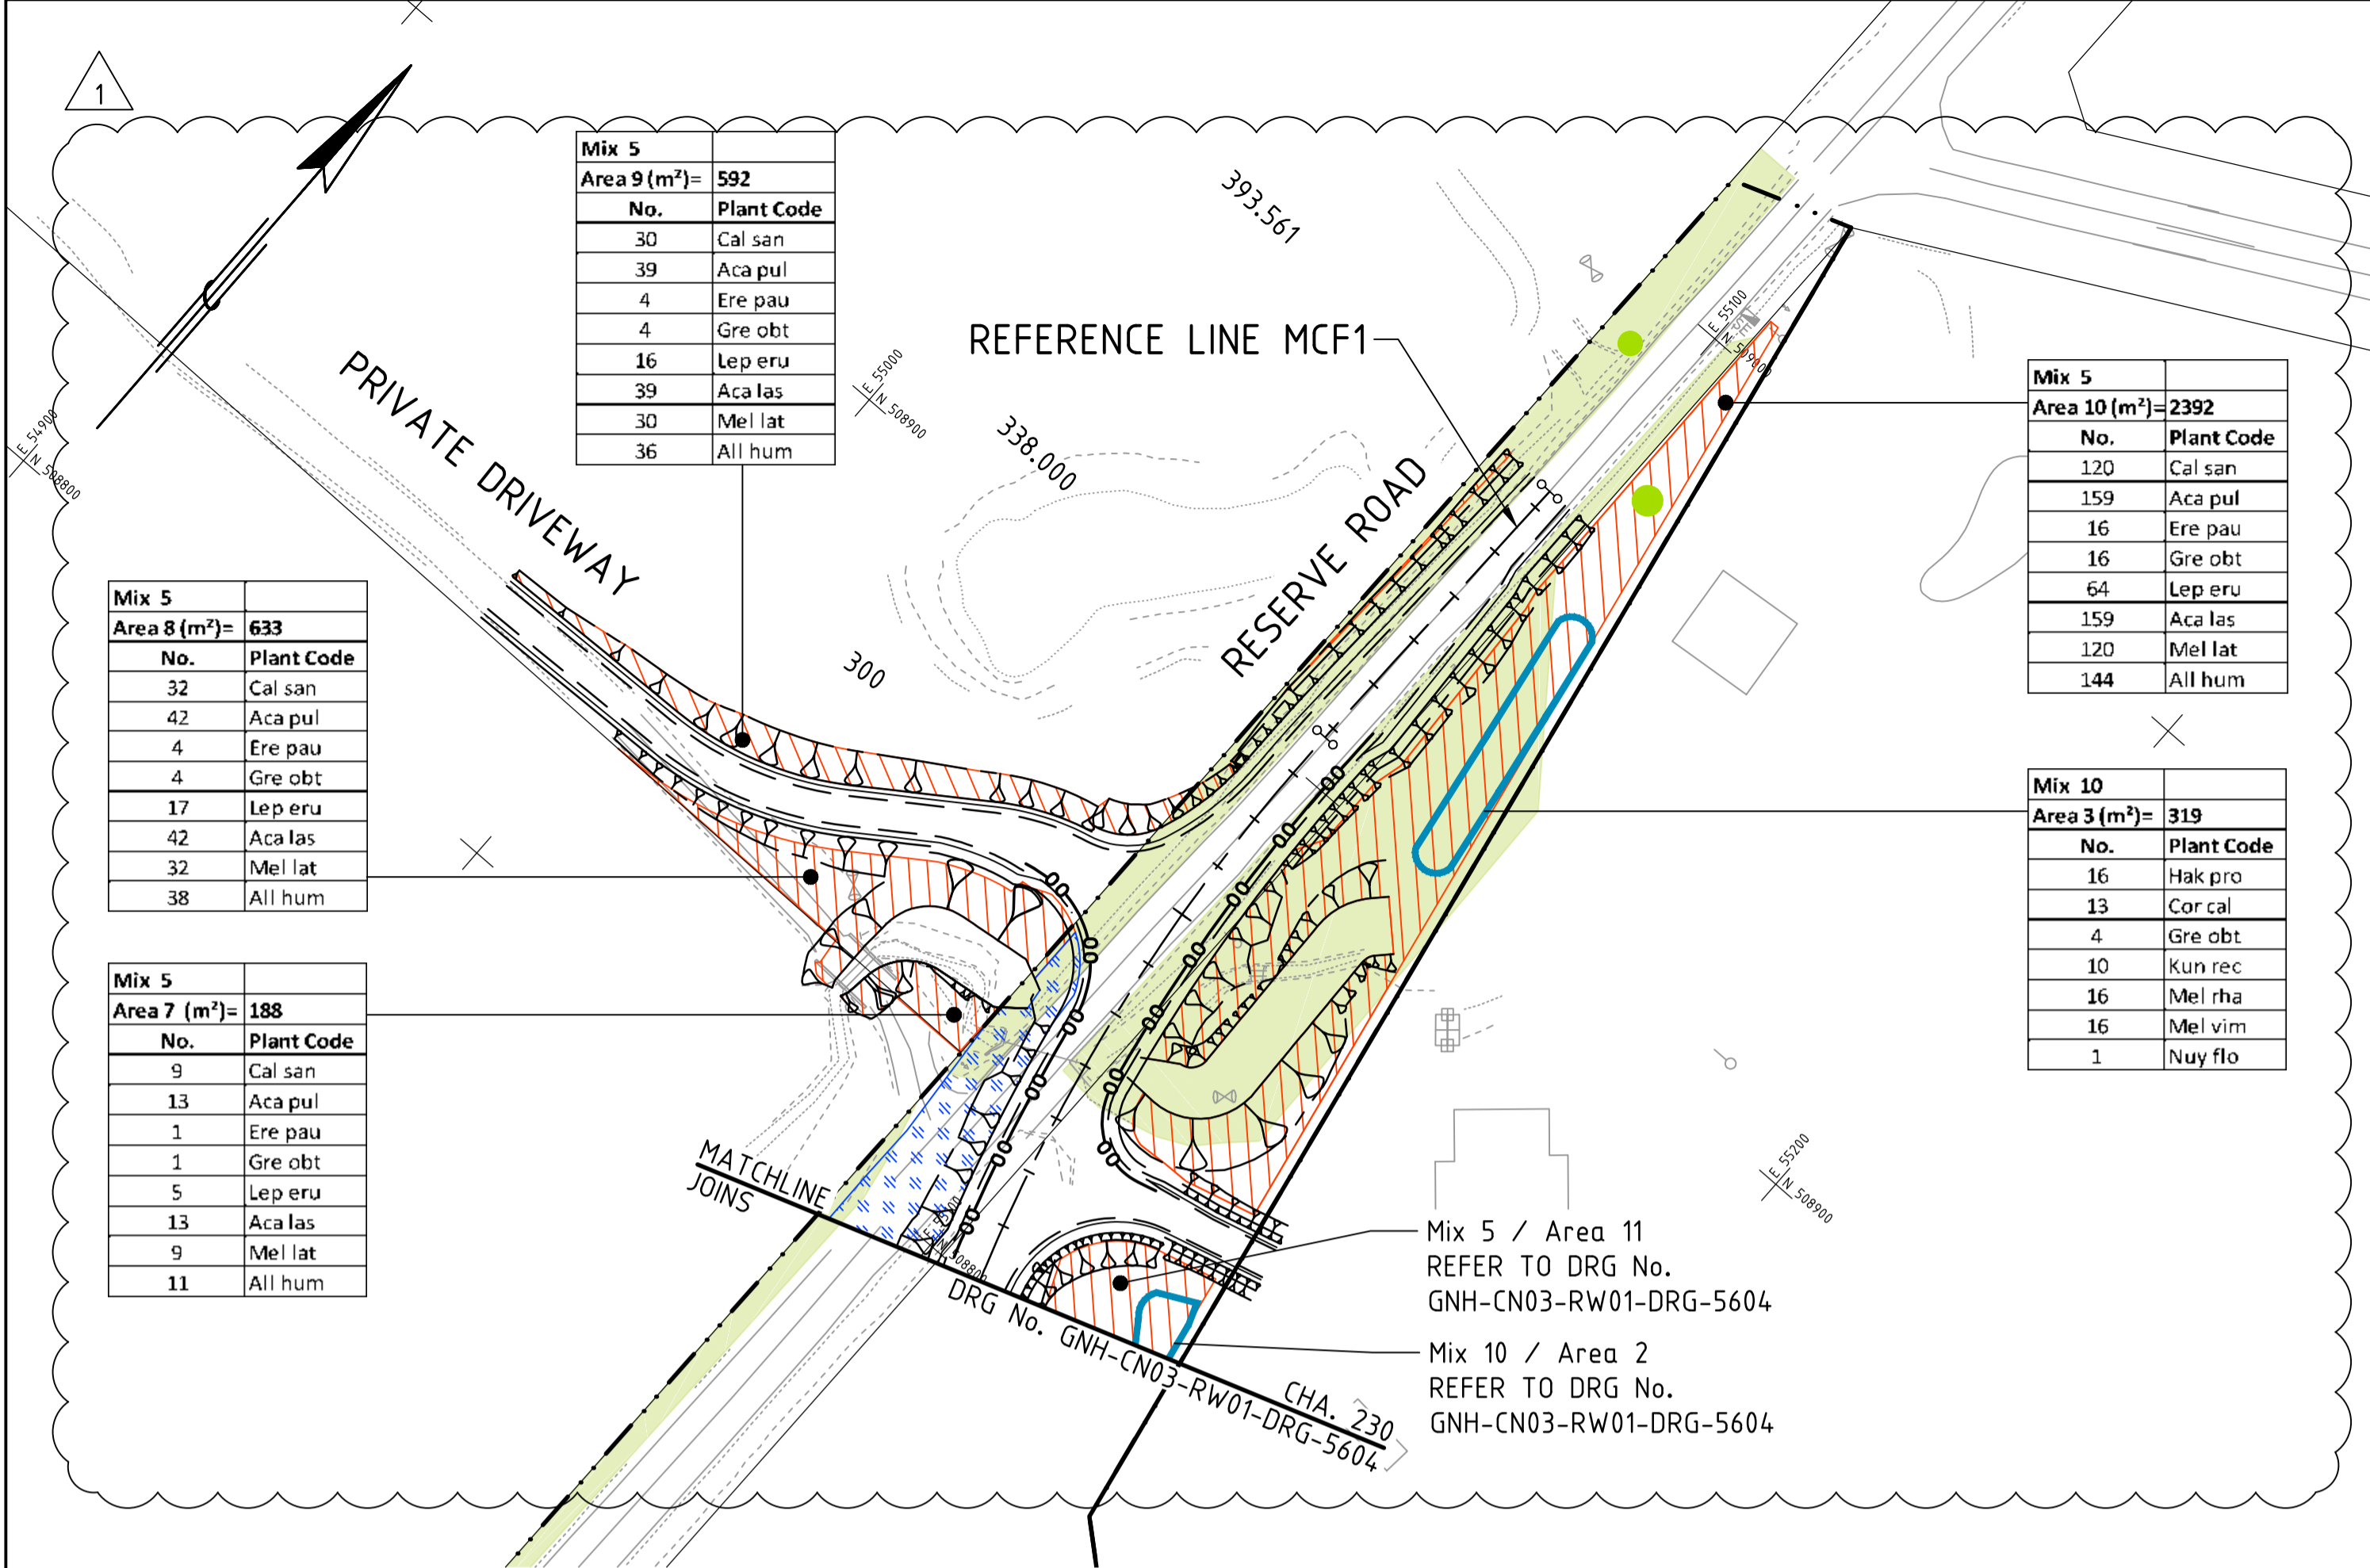 1
Mix 5
Area 9 (m²)= 592
No. Plant Code
30 Cal san
39 Aca pul
4 Ere pau
4 Gre obt
16 Lep eru
39 Aca las
30 Mel lat
36 All hum
393.561
REFERENCE LINE MCF1
E 55100
N 509000
E 55000
N 508900
338.000
PRIVATE DRIVEWAY
E 54900
N 508800
RESERVE ROAD
300
Mix 5
Area 10 (m²)= 2392
No. Plant Code
120 Cal san
159 Aca pul
16 Ere pau
16 Gre obt
64 Lep eru
159 Aca las
120 Mel lat
144 All hum
Mix 5
Area 8 (m²)= 633
No. Plant Code
32 Cal san
42 Aca pul
4 Ere pau
4 Gre obt
17 Lep eru
42 Aca las
32 Mel lat
38 All hum
Mix 10
Area 3 (m²)= 319
No. Plant Code
16 Hak pro
13 Cor cal
4 Gre obt
10 Kun rec
16 Mel rha
16 Mel vim
1 Nuy flo
Mix 5
Area 7 (m²)= 188
No. Plant Code
9 Cal san
13 Aca pul
1 Ere pau
1 Gre obt
5 Lep eru
13 Aca las
9 Mel lat
11 All hum
E 55200
N 508900
MATCHLINE
JOINS
DRG No. GNH-CN03-RW01-DRG-5604
CHA. 230
N 508800
Mix 5 / Area 11
REFER TO DRG No.
GNH-CN03-RW01-DRG-5604
Mix 10 / Area 2
REFER TO DRG No.
GNH-CN03-RW01-DRG-5604